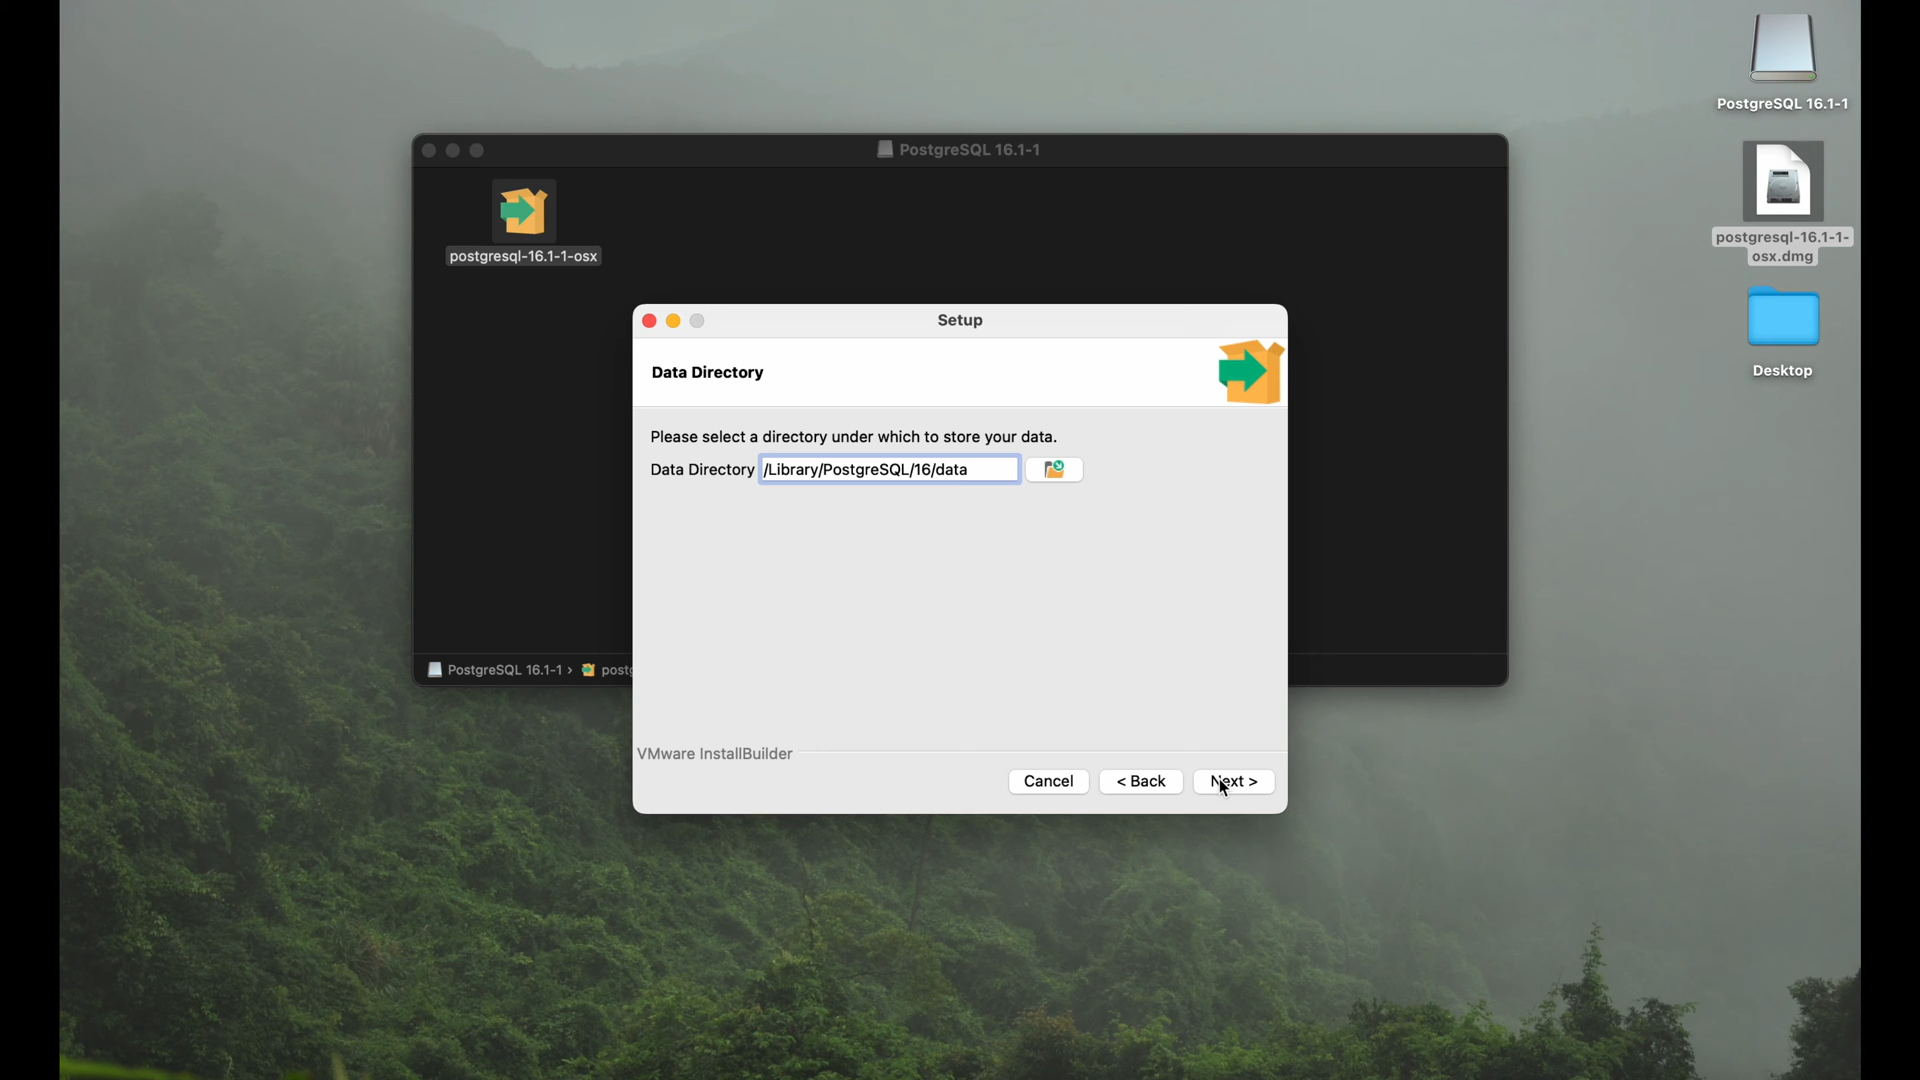 PostgreSQL 16.1-1
PostgreSQL 16.1-1
postgresql-16.1-1-osx
postgresql-16.1-1-
osx.dmg
Desktop
Setup
Data Directory
Please select a directory under which to store your data.
Data Directory /Library/PostgreSQL/16/data
PostgreSQL 16.1-1 ›
VMware InstallBuilder
Cancel
< Back
Next >